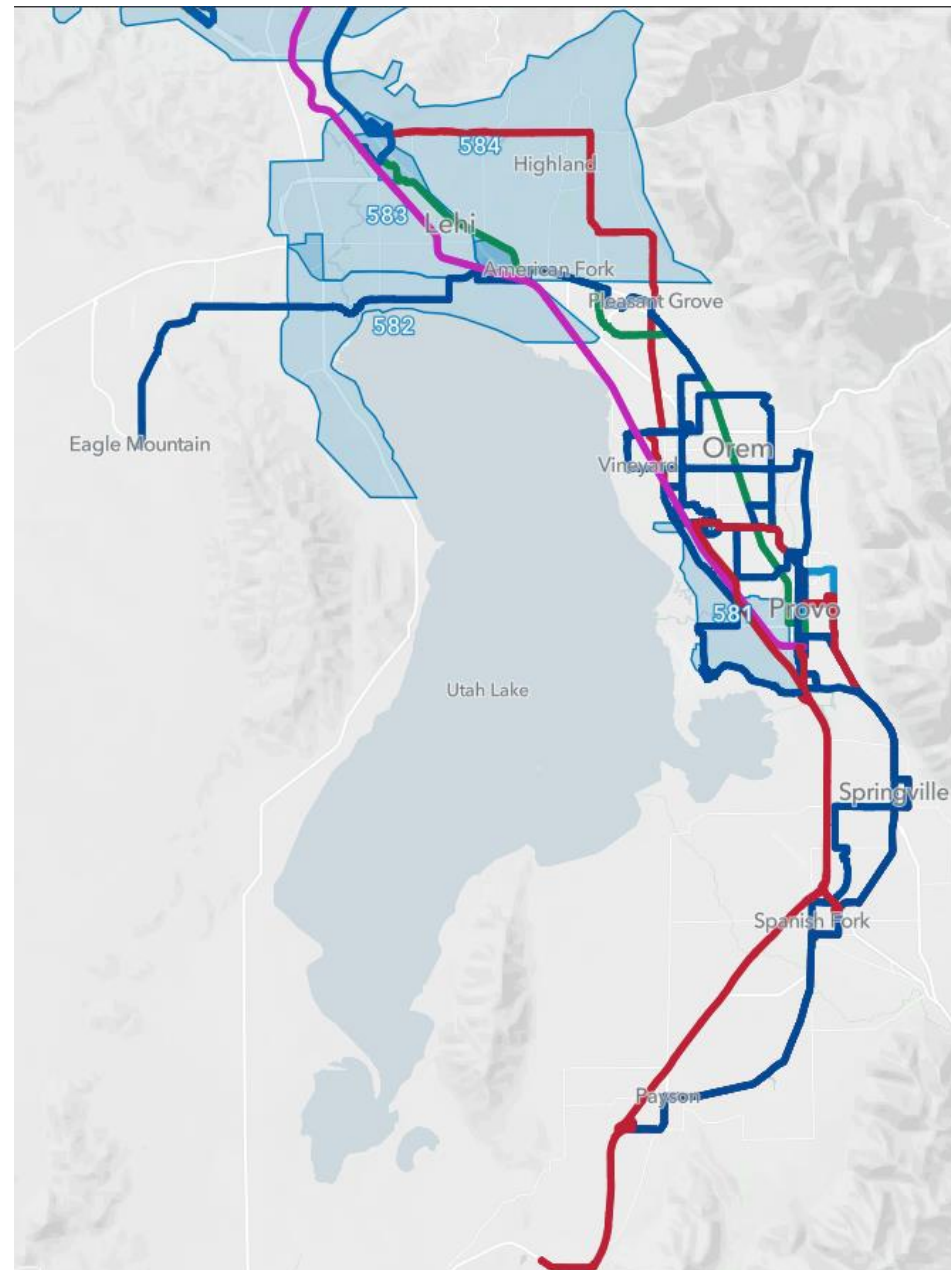 584
Highland
583
Lehi
American Fork
Pleasant Grove
582
Eagle Mountain
Orem
Vineyard
581
Provo
Utah Lake
Springville
Spanish Fork
Payson